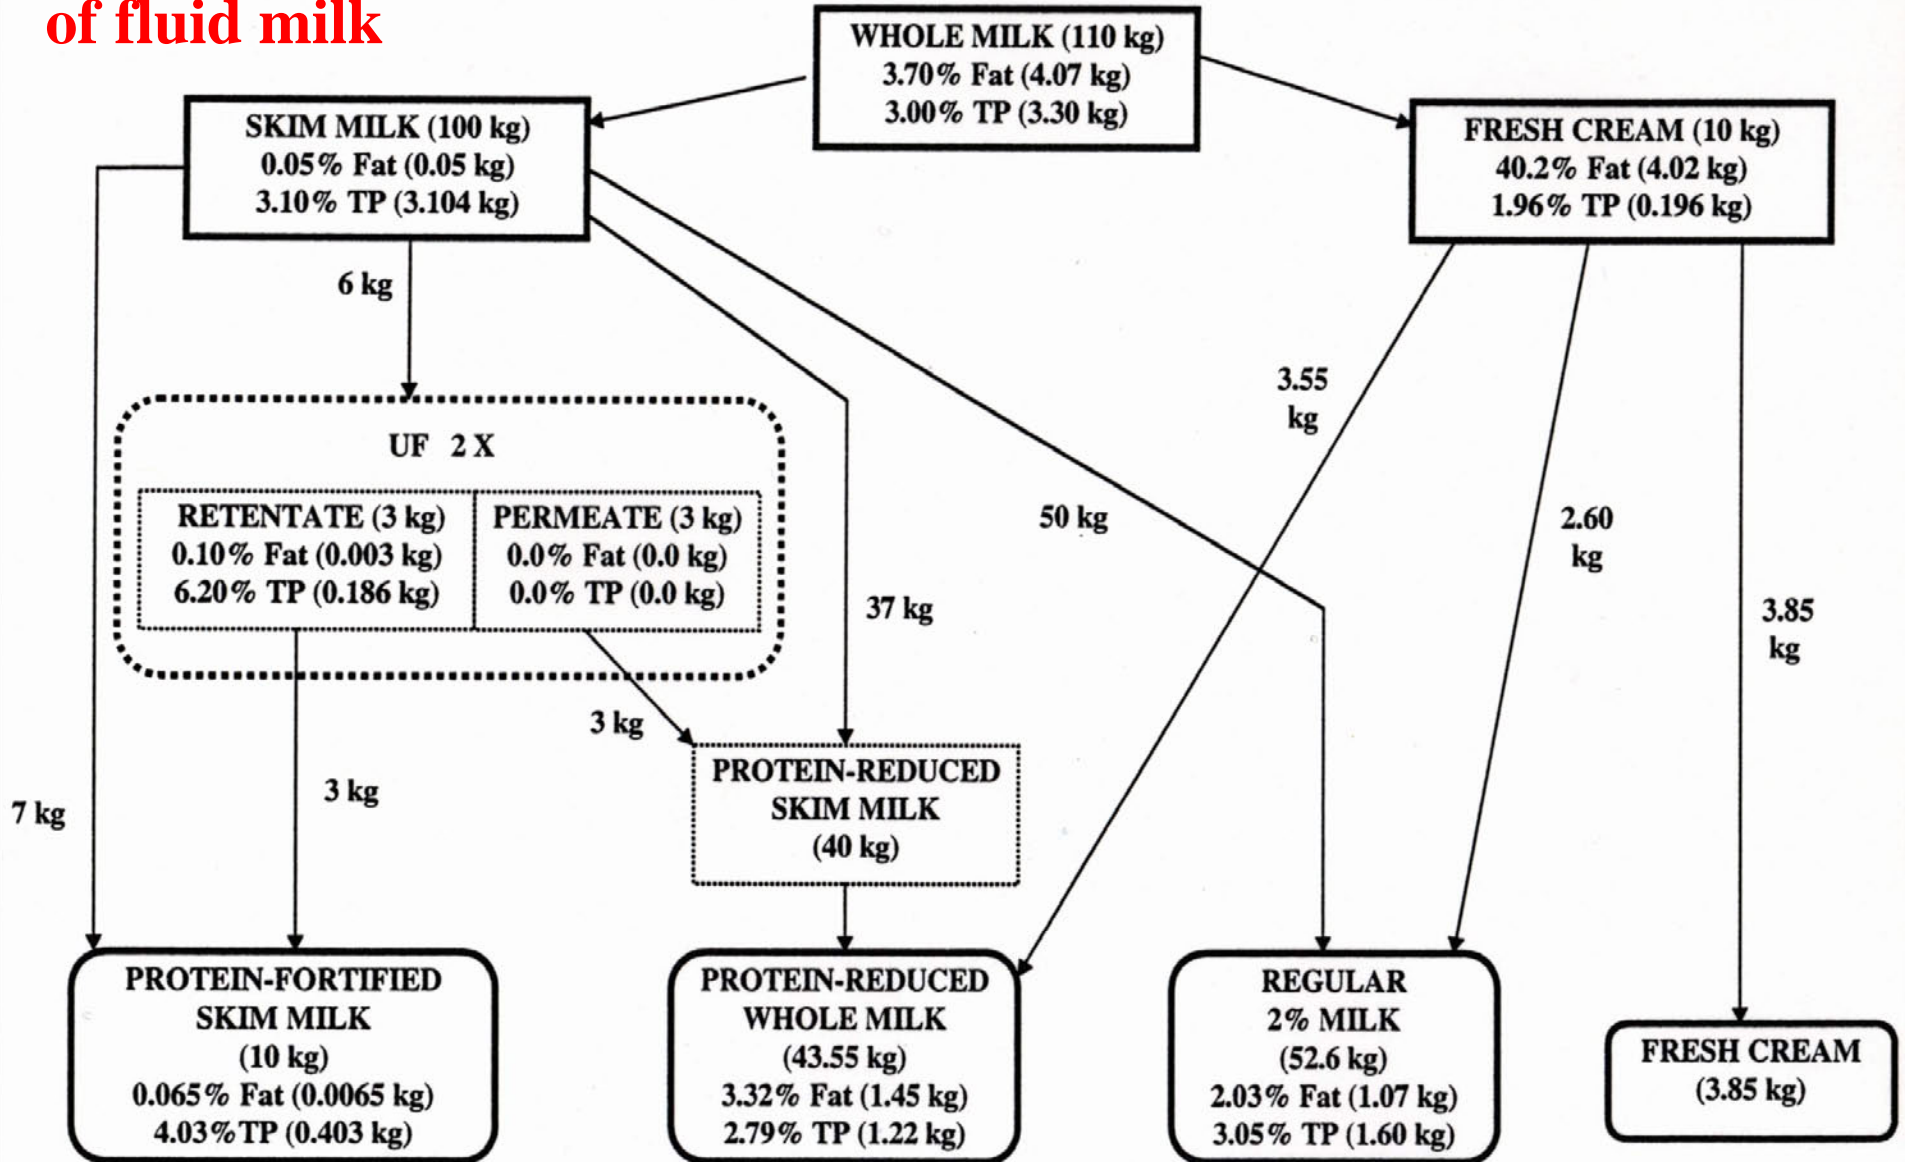 of fluid milk
WHOLE MILK (110 kg)
3.70% Fat (4.07 kg)
3.00% TP (3.30 kg)
SKIM MILK (100 kg)
0.05% Fat (0.05 kg)
3.10% TP (3.104 kg)
FRESH CREAM (10 kg)
40.2% Fat (4.02 kg)
1.96% TP (0.196 kg)
6 kg
3.55
kg
UF 2 X
RETENTATE (3 kg)
0.10% Fat (0.003 kg)
6.20% TP (0.186 kg)
PERMEATE (3 kg)
0.0% Fat (0.0 kg)
0.0% TP (0.0 kg)
50 kg
2.60
kg
37 kg
3.85
kg
3 kg
7 kg
3 kg
PROTEIN-REDUCED
SKIM MILK
(40 kg)
PROTEIN-FORTIFIED
SKIM MILK
(10 kg)
0.065% Fat (0.0065 kg)
4.03%TP (0.403 kg)
PROTEIN-REDUCED
WHOLE MILK
(43.55 kg)
3.32% Fat (1.45 kg)
2.79% TP (1.22 kg)
REGULAR
2% MILK
(52.6 kg)
2.03% Fat (1.07 kg)
3.05% TP (1.60 kg)
FRESH CREAM
(3.85 kg)